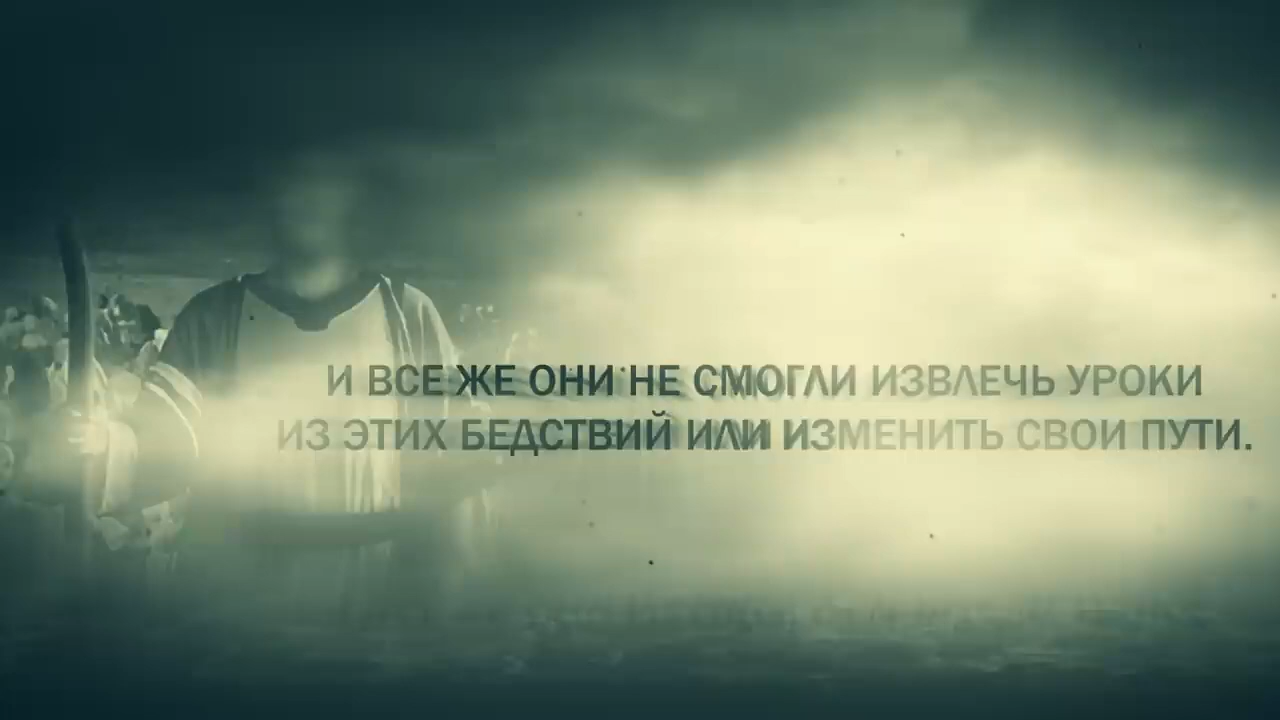 И ВСЕ ЖЕ ОНИ НЕ СМОГЛИ ИЗВЛЕЧЬ УРОКИ
ИЗ ЭТИХ БЕДСТВИЙ ИЛИ ИЗМЕНИТЬ СВОИ ПУТИ.